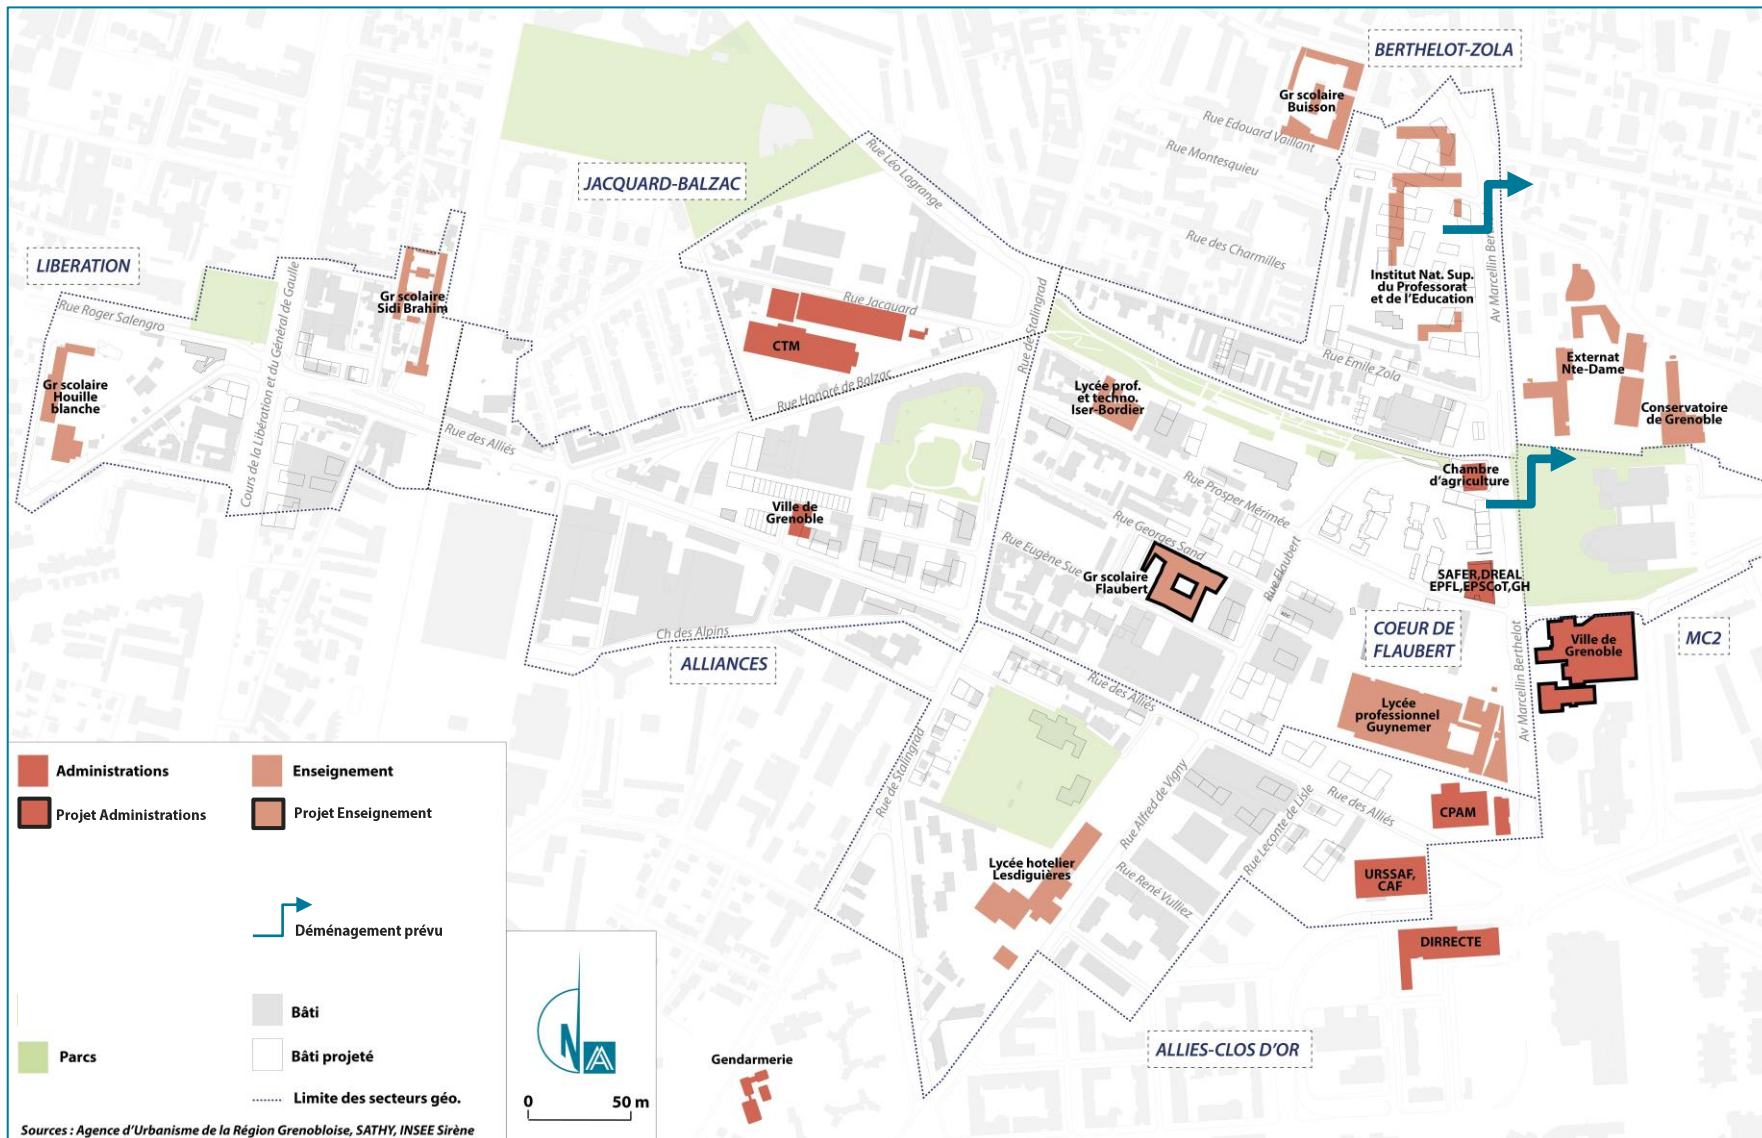 BERTHELOT-ZOLA
Gr scolaire
Buisson
Rue Edouard Vaillant
Rue Montesquieu
Rue Léo Lagrange
JACQUARD-BALZAC
Rue des Charmilles
LIBERATION
Institut Nat. Sup.
du Professorat
et de l'Education
Av Marcellin Ber
Gr scolaire
Sidi Brahim
Rue Jacquard
Rue Roger Salengro
Cours de la Libération et du Général de Gaulle
CTM
Rue de Stalingrad
Rue Emile Zola
Externat
Nte-Dame
Gr scolaire
Houille
blanche
Rue Honoré de Balzac
Lycée prof.
et techno.
Iser-Bordier
Conservatoire
de Grenoble
Rue des Alliés
Chambre
d'agriculture
Rue Prosper Mérimée
Ville de
Grenoble
Rue Georges Sand
Rue Eugène Sue
Rue Flaubert
Gr scolaire
Flaubert
SAFER,DREAL
EPFL,EPSCoT,GH
Ch des Alpins
ALLIANCES
COEUR DE
FLAUBERT
Ville de
Grenoble
MC2
Av Marcellin Berthelot
Rue des Alliés
Lycée
professionnel
Guynemer
Rue de Stalingrad
Rue Alfred de Vigny
Rue Leconte de Lisle
Rue des Alliés
CPAM
Lycée hotelier
Lesdiguières
Rue René Vulliez
URSSAF,
CAF
DIRRECTE
ALLIES-CLOS D'OR
Gendarmerie
Administrations
Enseignement
Projet Administrations
Projet Enseignement
Déménagement prévu
Bâti
Parcs
Bâti projeté
Limite des secteurs géo.
N
0 50 m
Sources : Agence d'Urbanisme de la Région Grenobloise, SATHY, INSEE Sirène